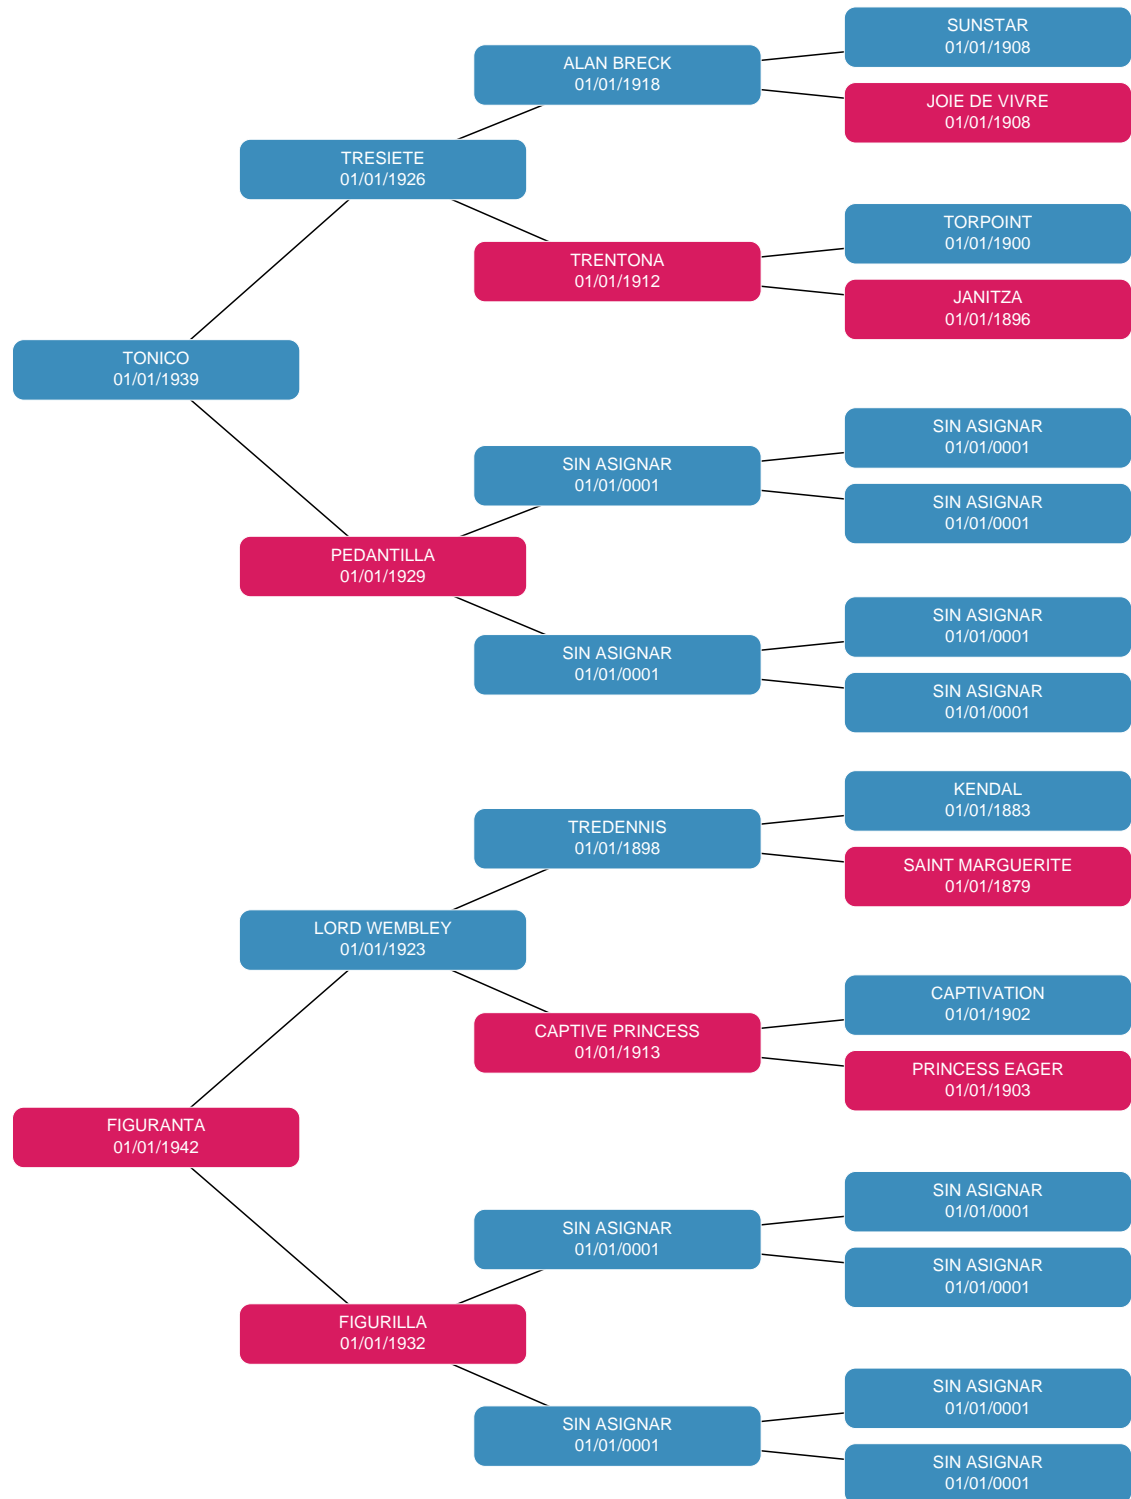 SUNSTAR
01/01/1908
ALAN BRECK
01/01/1918
JOIE DE VIVRE
01/01/1908
TRESIETE
01/01/1926
TORPOINT
01/01/1900
TRENTONA
01/01/1912
JANITZA
01/01/1896
TONICO
01/01/1939
SIN ASIGNAR
01/01/0001
SIN ASIGNAR
01/01/0001
SIN ASIGNAR
01/01/0001
PEDANTILLA
01/01/1929
SIN ASIGNAR
01/01/0001
SIN ASIGNAR
01/01/0001
SIN ASIGNAR
01/01/0001
KENDAL
01/01/1883
TREDENNIS
01/01/1898
SAINT MARGUERITE
01/01/1879
LORD WEMBLEY
01/01/1923
CAPTIVATION
01/01/1902
CAPTIVE PRINCESS
01/01/1913
PRINCESS EAGER
01/01/1903
FIGURANTA
01/01/1942
SIN ASIGNAR
01/01/0001
SIN ASIGNAR
01/01/0001
SIN ASIGNAR
01/01/0001
FIGURILLA
01/01/1932
SIN ASIGNAR
01/01/0001
SIN ASIGNAR
01/01/0001
SIN ASIGNAR
01/01/0001